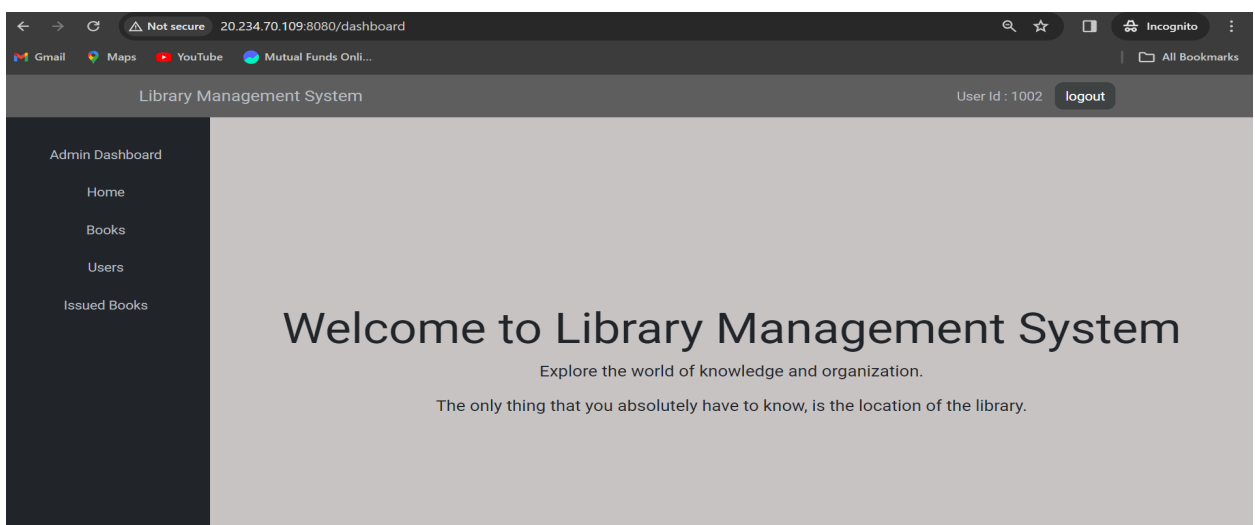 Not secure 20.234.70.109:8080/dashboard Incognito
Gmail Maps YouTube Mutual Funds Onli... All Bookmarks
Library Management System User Id : 1002 logout
Admin Dashboard
Home
Books
Users
Issued Books
Welcome to Library Management System
Explore the world of knowledge and organization.
The only thing that you absolutely have to know, is the location of the library.